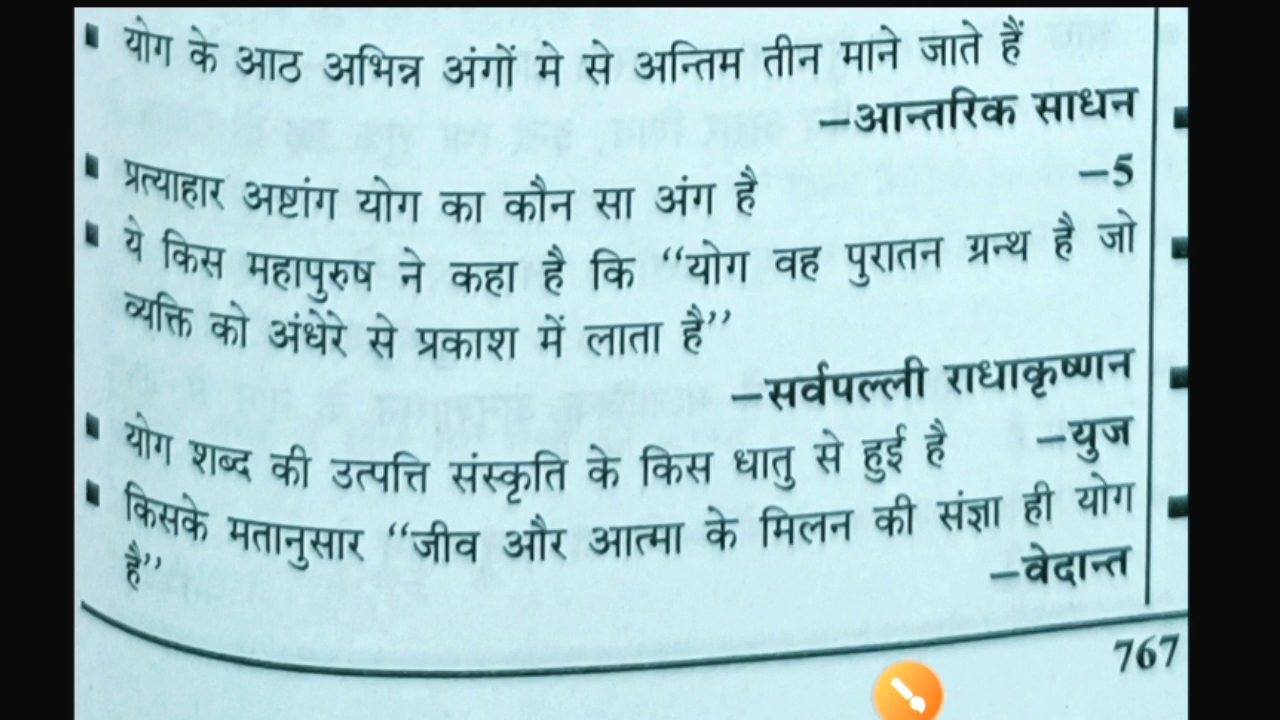 योग के आठ अभिन्न अंगों मे से अन्तिम तीन माने जाते हैं
–आन्तरिक साधन
प्रत्याहार अष्टांग योग का कौन सा अंग है –5
ये किस महापुरुष ने कहा है कि “योग वह पुरातन ग्रन्थ है जो
व्यक्ति को अंधेरे से प्रकाश में लाता है”
–सर्वपल्ली राधाकृष्णन
योग शब्द की उत्पत्ति संस्कृति के किस धातु से हुई है –युज
किसके मतानुसार “जीव और आत्मा के मिलन की संज्ञा ही योग
है” –वेदान्त
767